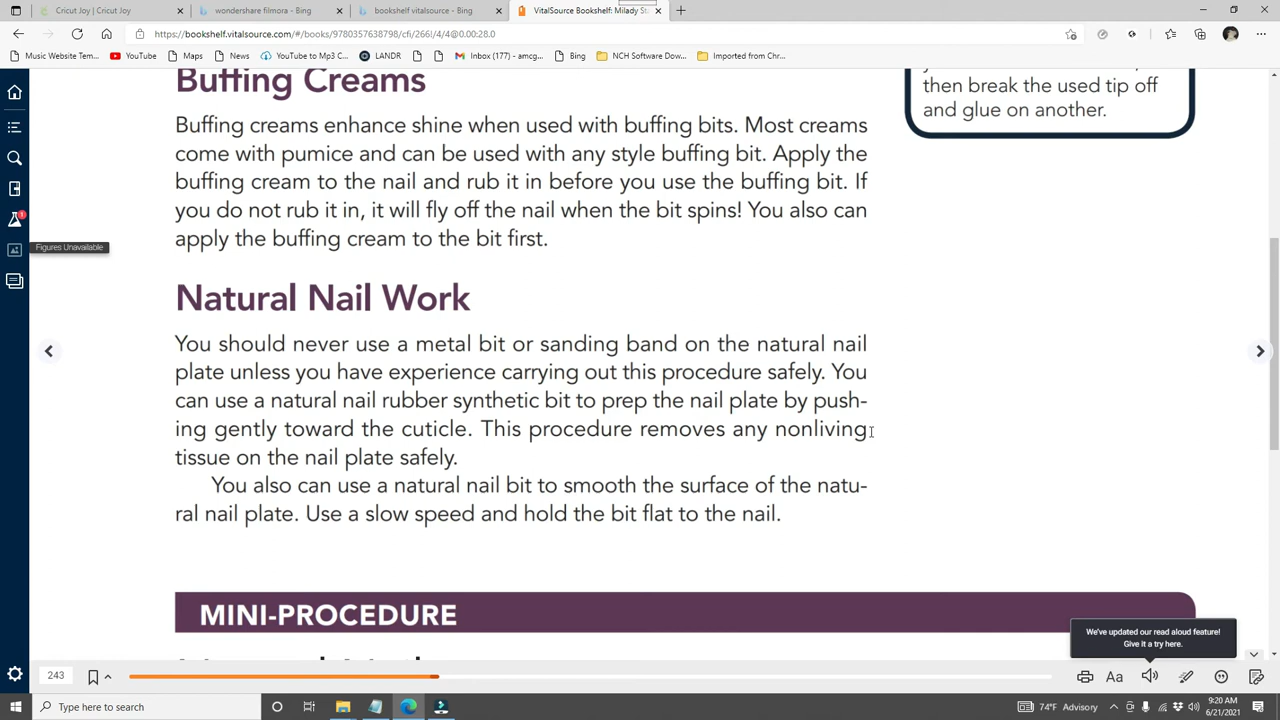 Cricut Joy | Cricut Joy
wondershare filmora - Bing
bookshelf vitalsource - Bing
VitalSource Bookshelf: Milady St
https://bookshelf.vitalsource.com/#/books/9780357638798/cfi/266!/4/4@0.00:28.0
Music Website Tem...
YouTube
Maps
News
YouTube to Mp3 C...
LANDR
Inbox (177) - amcg...
Bing
NCH Software Dow...
Imported from Chr...
Buffing Creams
Buffing creams enhance shine when used with buffing bits. Most creams
come with pumice and can be used with any style buffing bit. Apply the
buffing cream to the nail and rub it in before you use the buffing bit. If
you do not rub it in, it will fly off the nail when the bit spins! You also can
apply the buffing cream to the bit first.
then break the used tip off
and glue on another.
1
Figures Unavailable
Natural Nail Work
You should never use a metal bit or sanding band on the natural nail
plate unless you have experience carrying out this procedure safely. You
can use a natural nail rubber synthetic bit to prep the nail plate by push-
ing gently toward the cuticle. This procedure removes any nonliving
tissue on the nail plate safely.
You also can use a natural nail bit to smooth the surface of the natu-
ral nail plate. Use a slow speed and hold the bit flat to the nail.
MINI-PROCEDURE
We've updated our read aloud feature!
Give it a try here.
243
Aa
Type here to search
74°F Advisory
9:20 AM
6/21/2021